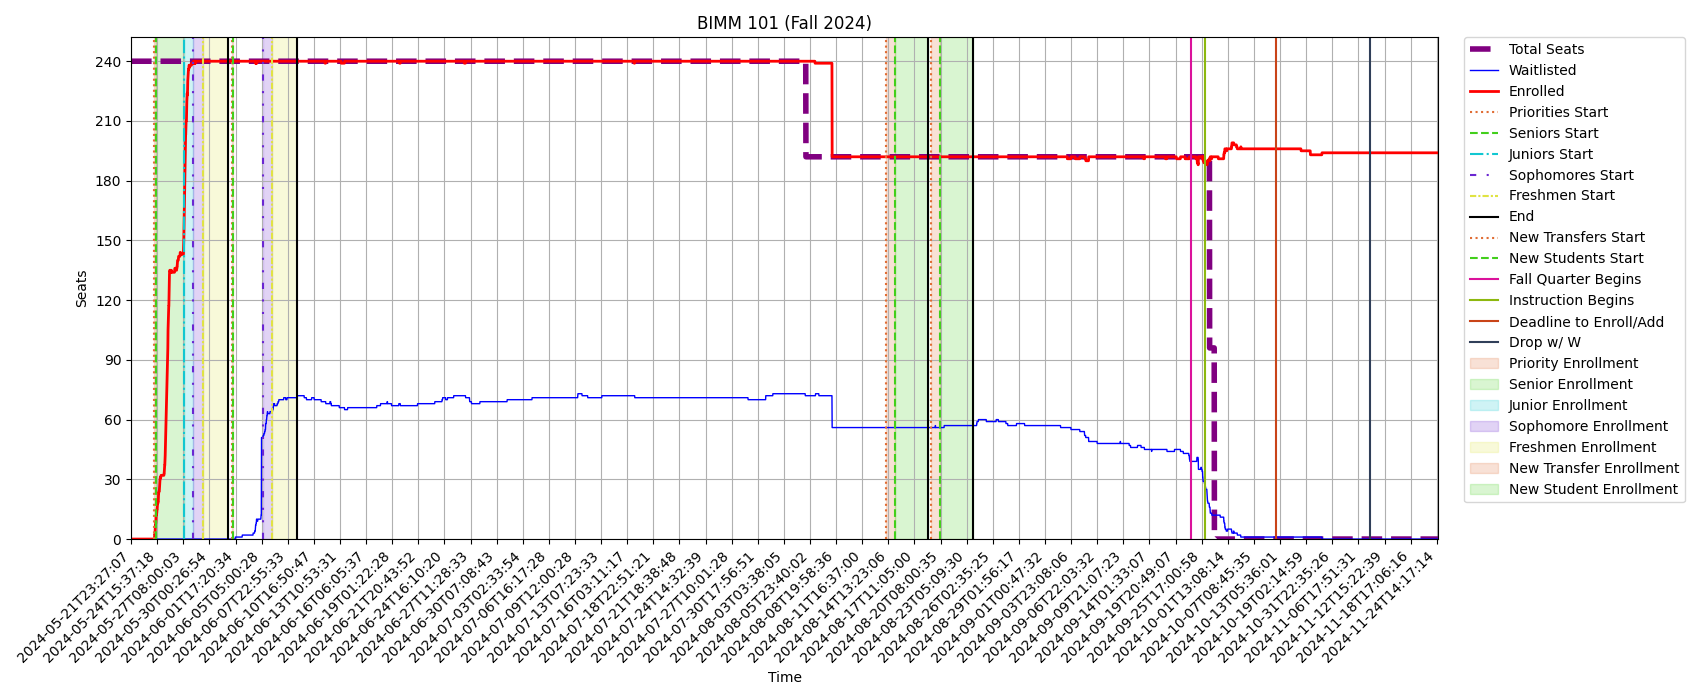 BIMM 101 (Fall 2024)
Seats
240
210
180
150
120
90
60
30
0
2024-05-21T23:27:07
2024-05-24T15:37:18
2024-05-27T08:00:03
2024-05-30T00:26:54
2024-06-01T17:20:34
2024-06-05T05:00:28
2024-06-07T22:55:33
2024-06-10T16:50:47
2024-06-13T10:53:31
2024-06-16T06:05:37
2024-06-19T01:22:28
2024-06-21T20:43:52
2024-06-24T16:10:20
2024-06-27T11:28:33
2024-06-30T07:08:43
2024-07-03T02:33:54
2024-07-06T16:17:28
2024-07-09T12:00:28
2024-07-13T07:23:33
2024-07-16T03:11:17
2024-07-18T22:51:21
2024-07-21T18:38:48
2024-07-24T14:32:39
2024-07-27T10:01:28
2024-07-30T17:56:51
2024-08-03T03:38:05
2024-08-05T23:40:02
2024-08-08T19:58:36
2024-08-11T16:37:00
2024-08-14T13:23:06
2024-08-17T11:05:00
2024-08-20T08:00:35
2024-08-23T05:09:30
2024-08-26T02:35:25
2024-08-29T01:56:17
2024-09-01T00:47:32
2024-09-03T23:08:06
2024-09-06T22:03:32
2024-09-09T21:07:23
2024-09-14T01:33:07
2024-09-19T20:49:07
2024-09-25T17:00:58
2024-10-01T13:08:14
2024-10-07T08:45:35
2024-10-13T05:36:01
2024-10-19T02:14:59
2024-10-31T22:35:26
2024-11-06T17:51:31
2024-11-12T15:22:39
2024-11-18T17:06:16
2024-11-24T14:17:14
Time
Total Seats
Waitlisted
Enrolled
Priorities Start
Seniors Start
Juniors Start
Sophomores Start
Freshmen Start
End
New Transfers Start
New Students Start
Fall Quarter Begins
Instruction Begins
Deadline to Enroll/Add
Drop w/ W
Priority Enrollment
Senior Enrollment
Junior Enrollment
Sophomore Enrollment
Freshmen Enrollment
New Transfer Enrollment
New Student Enrollment